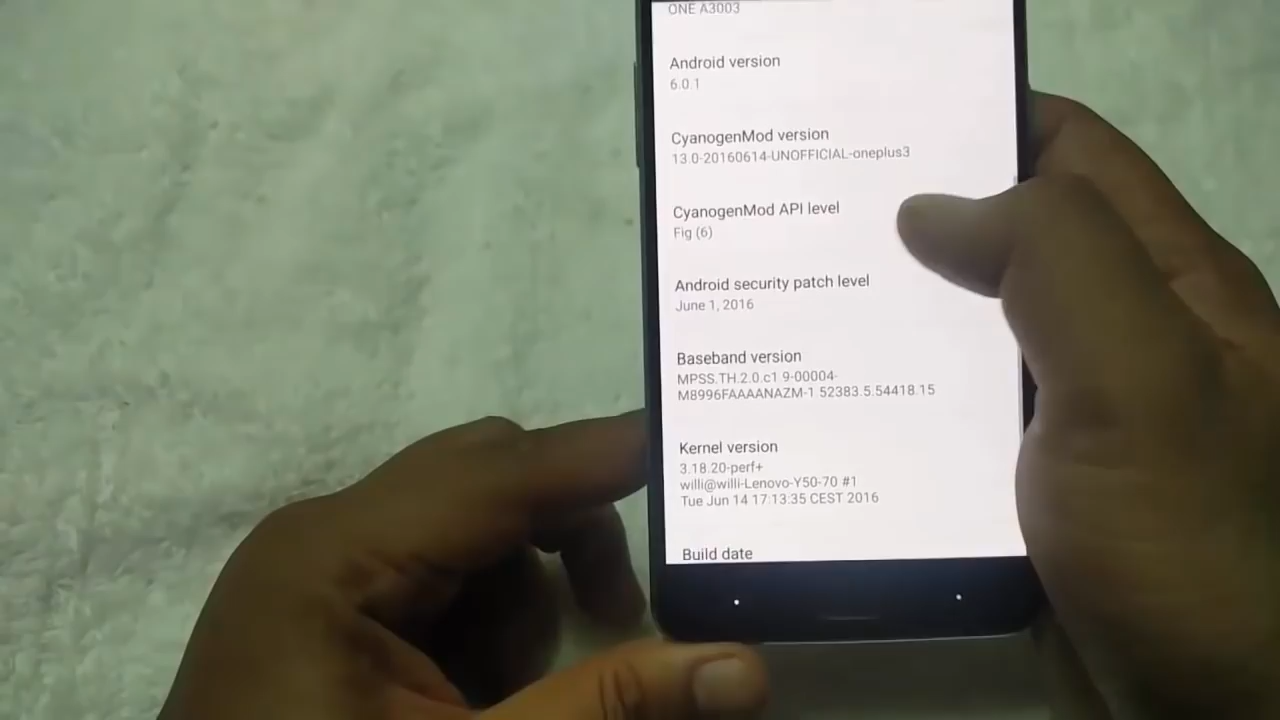 ONE A3003
Android version
6.0.1
CyanogenMod version
13.0-20160614-UNOFFICIAL-oneplus3
CyanogenMod API level
Fig (6)
Android security patch level
June 1, 2016
Baseband version
MPSS.TH.2.0.c1.9-00004-
M8996FAAAANAZM-1.52383.5.54418.15
Kernel version
3.18.20-perf+
willi@willi-Lenovo-Y50-70 #1
Tue Jun 14 17:13:35 CEST 2016
Build date